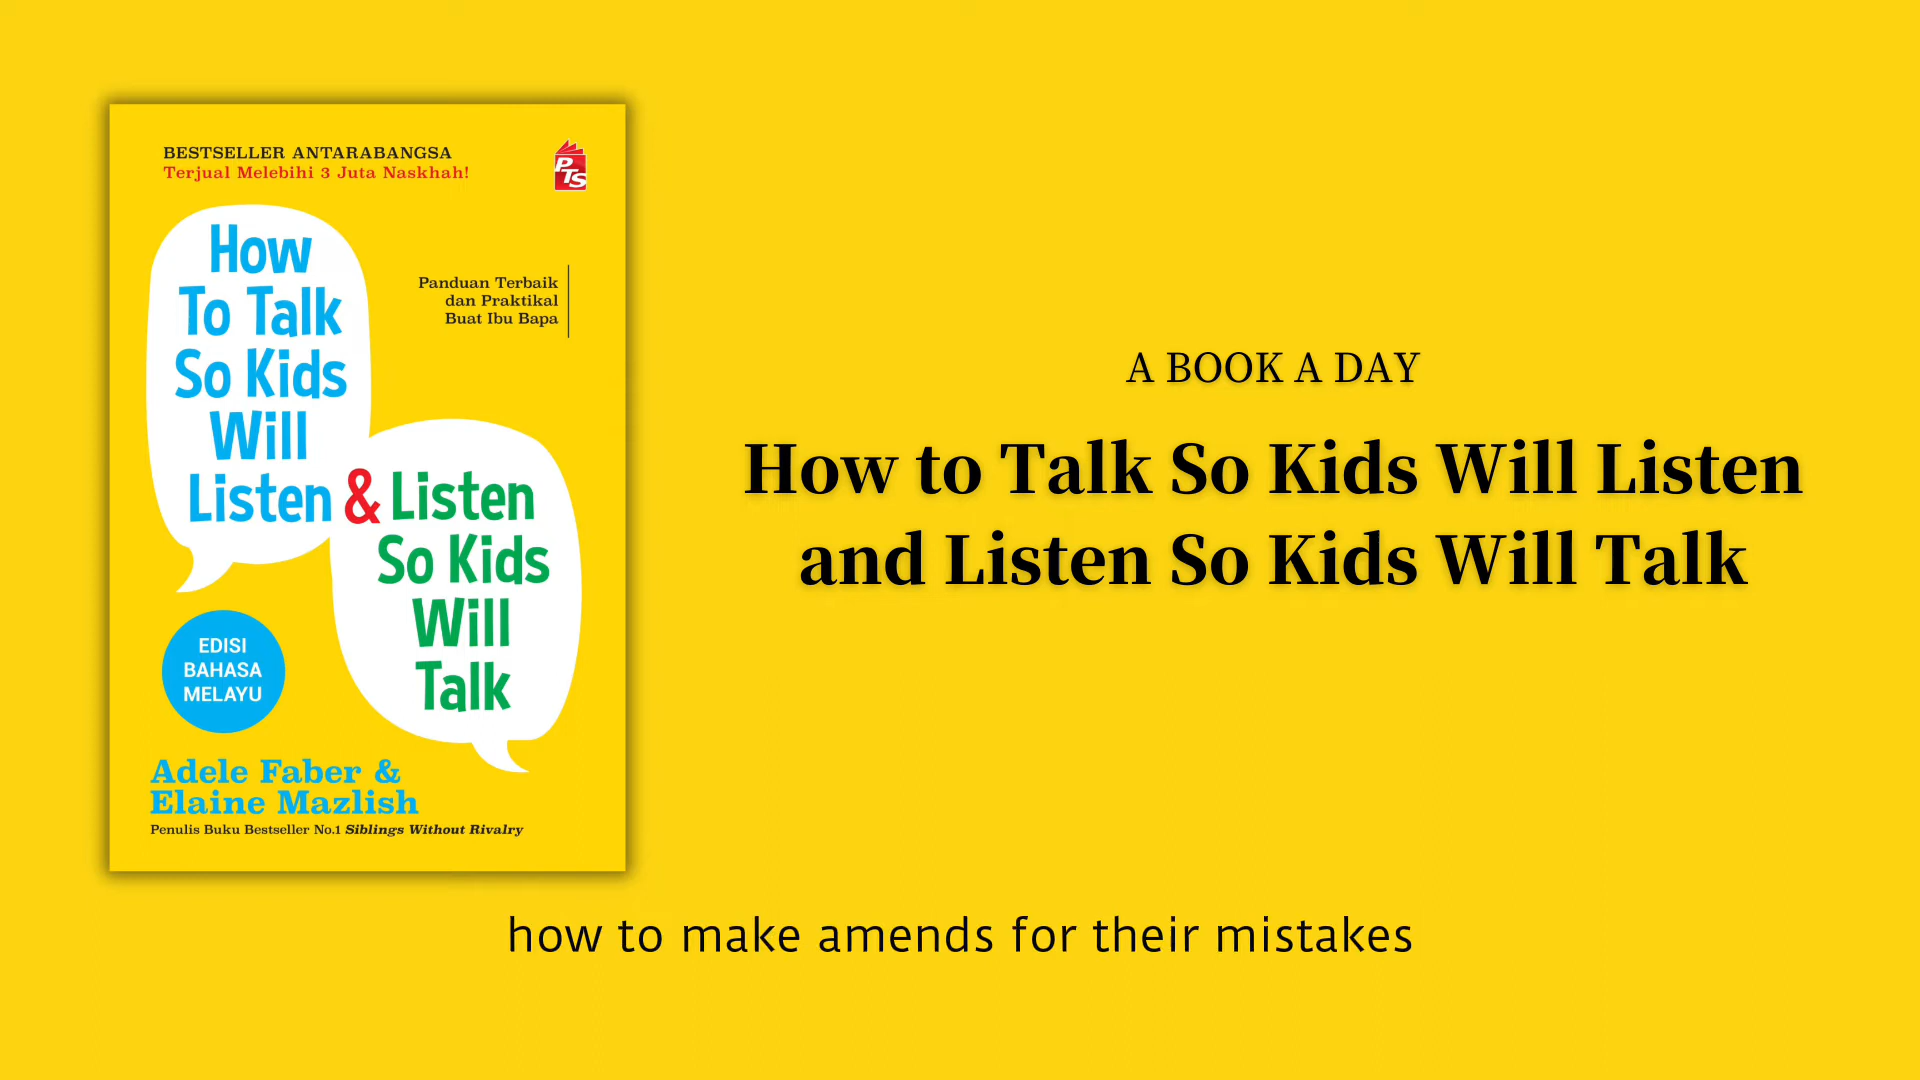 BESTSELLER ANTARABANGSA
Terjual Melebihi 3 Juta Naskhah!
PTS
How
To Talk
So Kids
Will
Listen & Listen
So Kids
Will
Talk
Panduan Terbaik
dan Praktikal
Buat Ibu Bapa
EDISI
BAHASA
MELAYU
Adele Faber &
Elaine Mazlish
Penulis Buku Bestseller No.1 Siblings Without Rivalry
A BOOK A DAY
How to Talk So Kids Will Listen
and Listen So Kids Will Talk
how to make amends for their mistakes